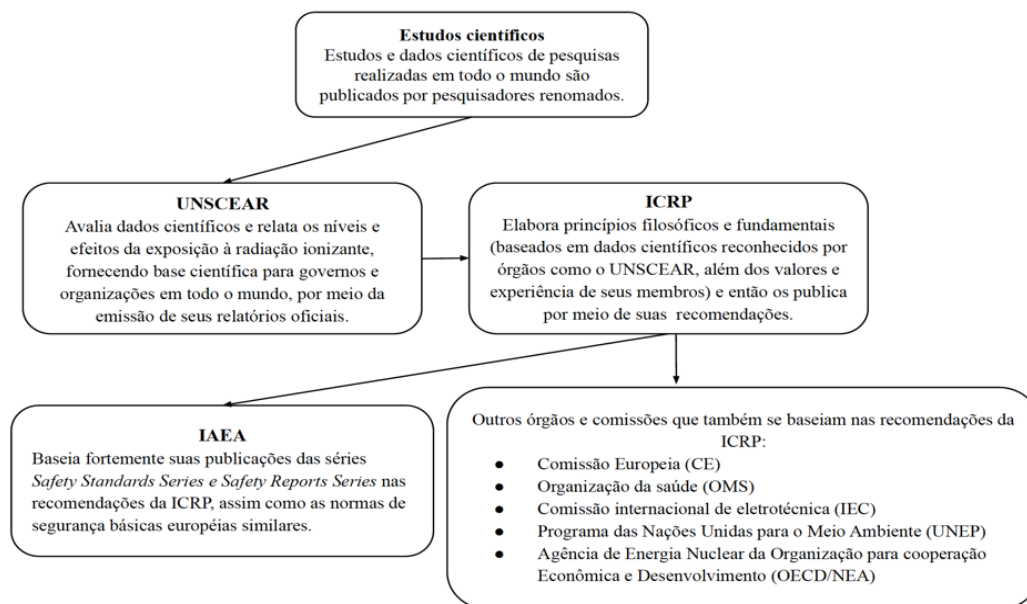 Estudos científicos
Estudos e dados científicos de pesquisas
realizadas em todo o mundo são
publicados por pesquisadores renomados.
UNSCEAR
Avalia dados científicos e relata os níveis e
efeitos da exposição à radiação ionizante,
fornecendo base científica para governos e
organizações em todo o mundo, por meio da
emissão de seus relatórios oficiais.
ICRP
Elabora princípios filosóficos e fundamentais
(baseados em dados científicos reconhecidos por
órgãos como o UNSCEAR, além dos valores e
experiência de seus membros) e então os publica
por meio de suas recomendações.
IAEA
Baseia fortemente suas publicações das séries
Safety Standards Series e Safety Reports Series nas
recomendações da ICRP, assim como as normas de
segurança básicas européias similares.
Outros órgãos e comissões que também se baseiam nas recomendações da
ICRP:
● Comissão Europeia (CE)
● Organização da saúde (OMS)
● Comissão internacional de eletrotécnica (IEC)
● Programa das Nações Unidas para o Meio Ambiente (UNEP)
● Agência de Energia Nuclear da Organização para cooperação
Econômica e Desenvolvimento (OECD/NEA)